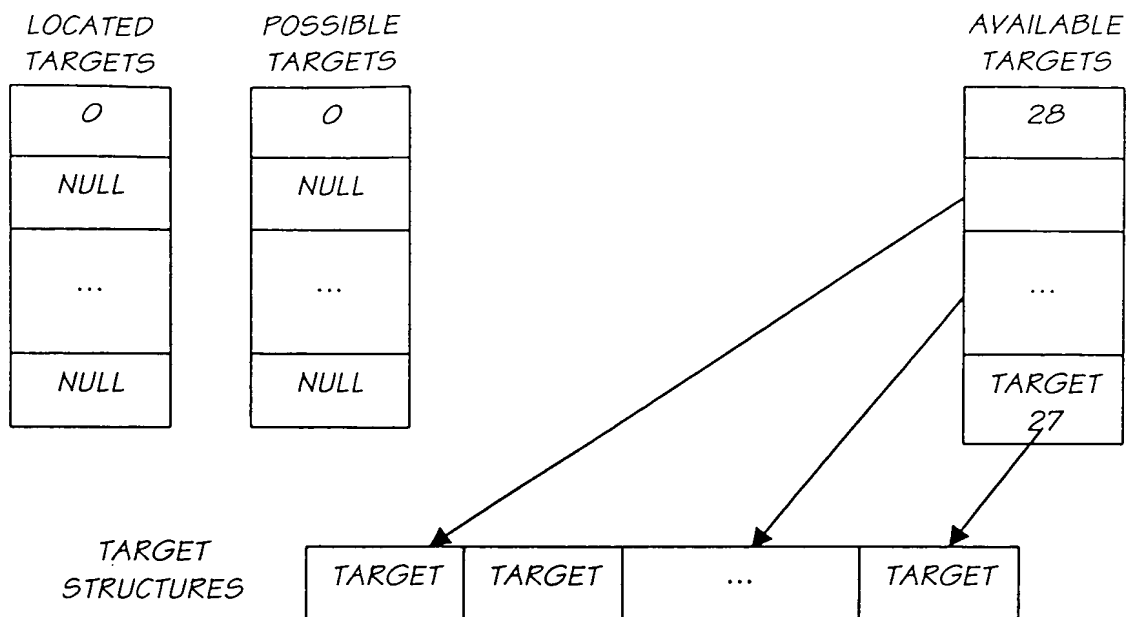 LOCATED
TARGETS
0
NULL
...
NULL
POSSIBLE
TARGETS
0
NULL
...
NULL
AVAILABLE
TARGETS
28
...
TARGET
27
TARGET
STRUCTURES
TARGET
TARGET
...
TARGET